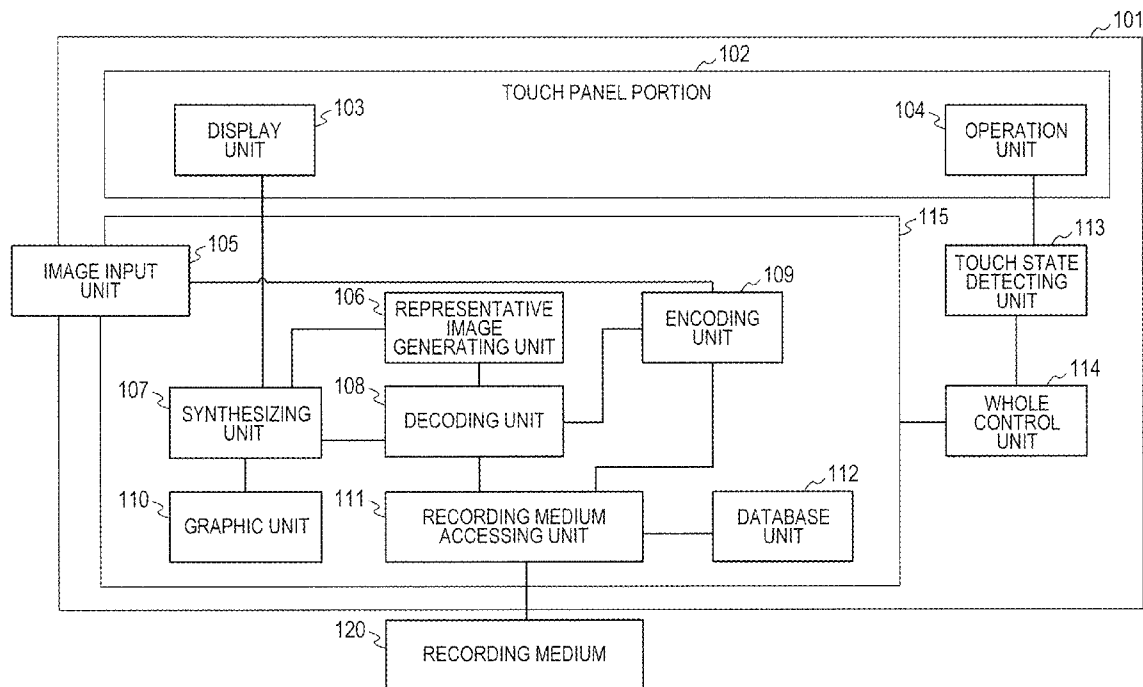 101
102
TOUCH PANEL PORTION
103
DISPLAY
UNIT
104
OPERATION
UNIT
115
105
IMAGE INPUT
UNIT
113
TOUCH STATE
DETECTING
UNIT
109
ENCODING
UNIT
106
REPRESENTATIVE
IMAGE
GENERATING UNIT
107
SYNTHESIZING
UNIT
108
DECODING UNIT
114
WHOLE
CONTROL
UNIT
110
GRAPHIC UNIT
111
RECORDING MEDIUM
ACCESSING UNIT
112
DATABASE
UNIT
120
RECORDING MEDIUM